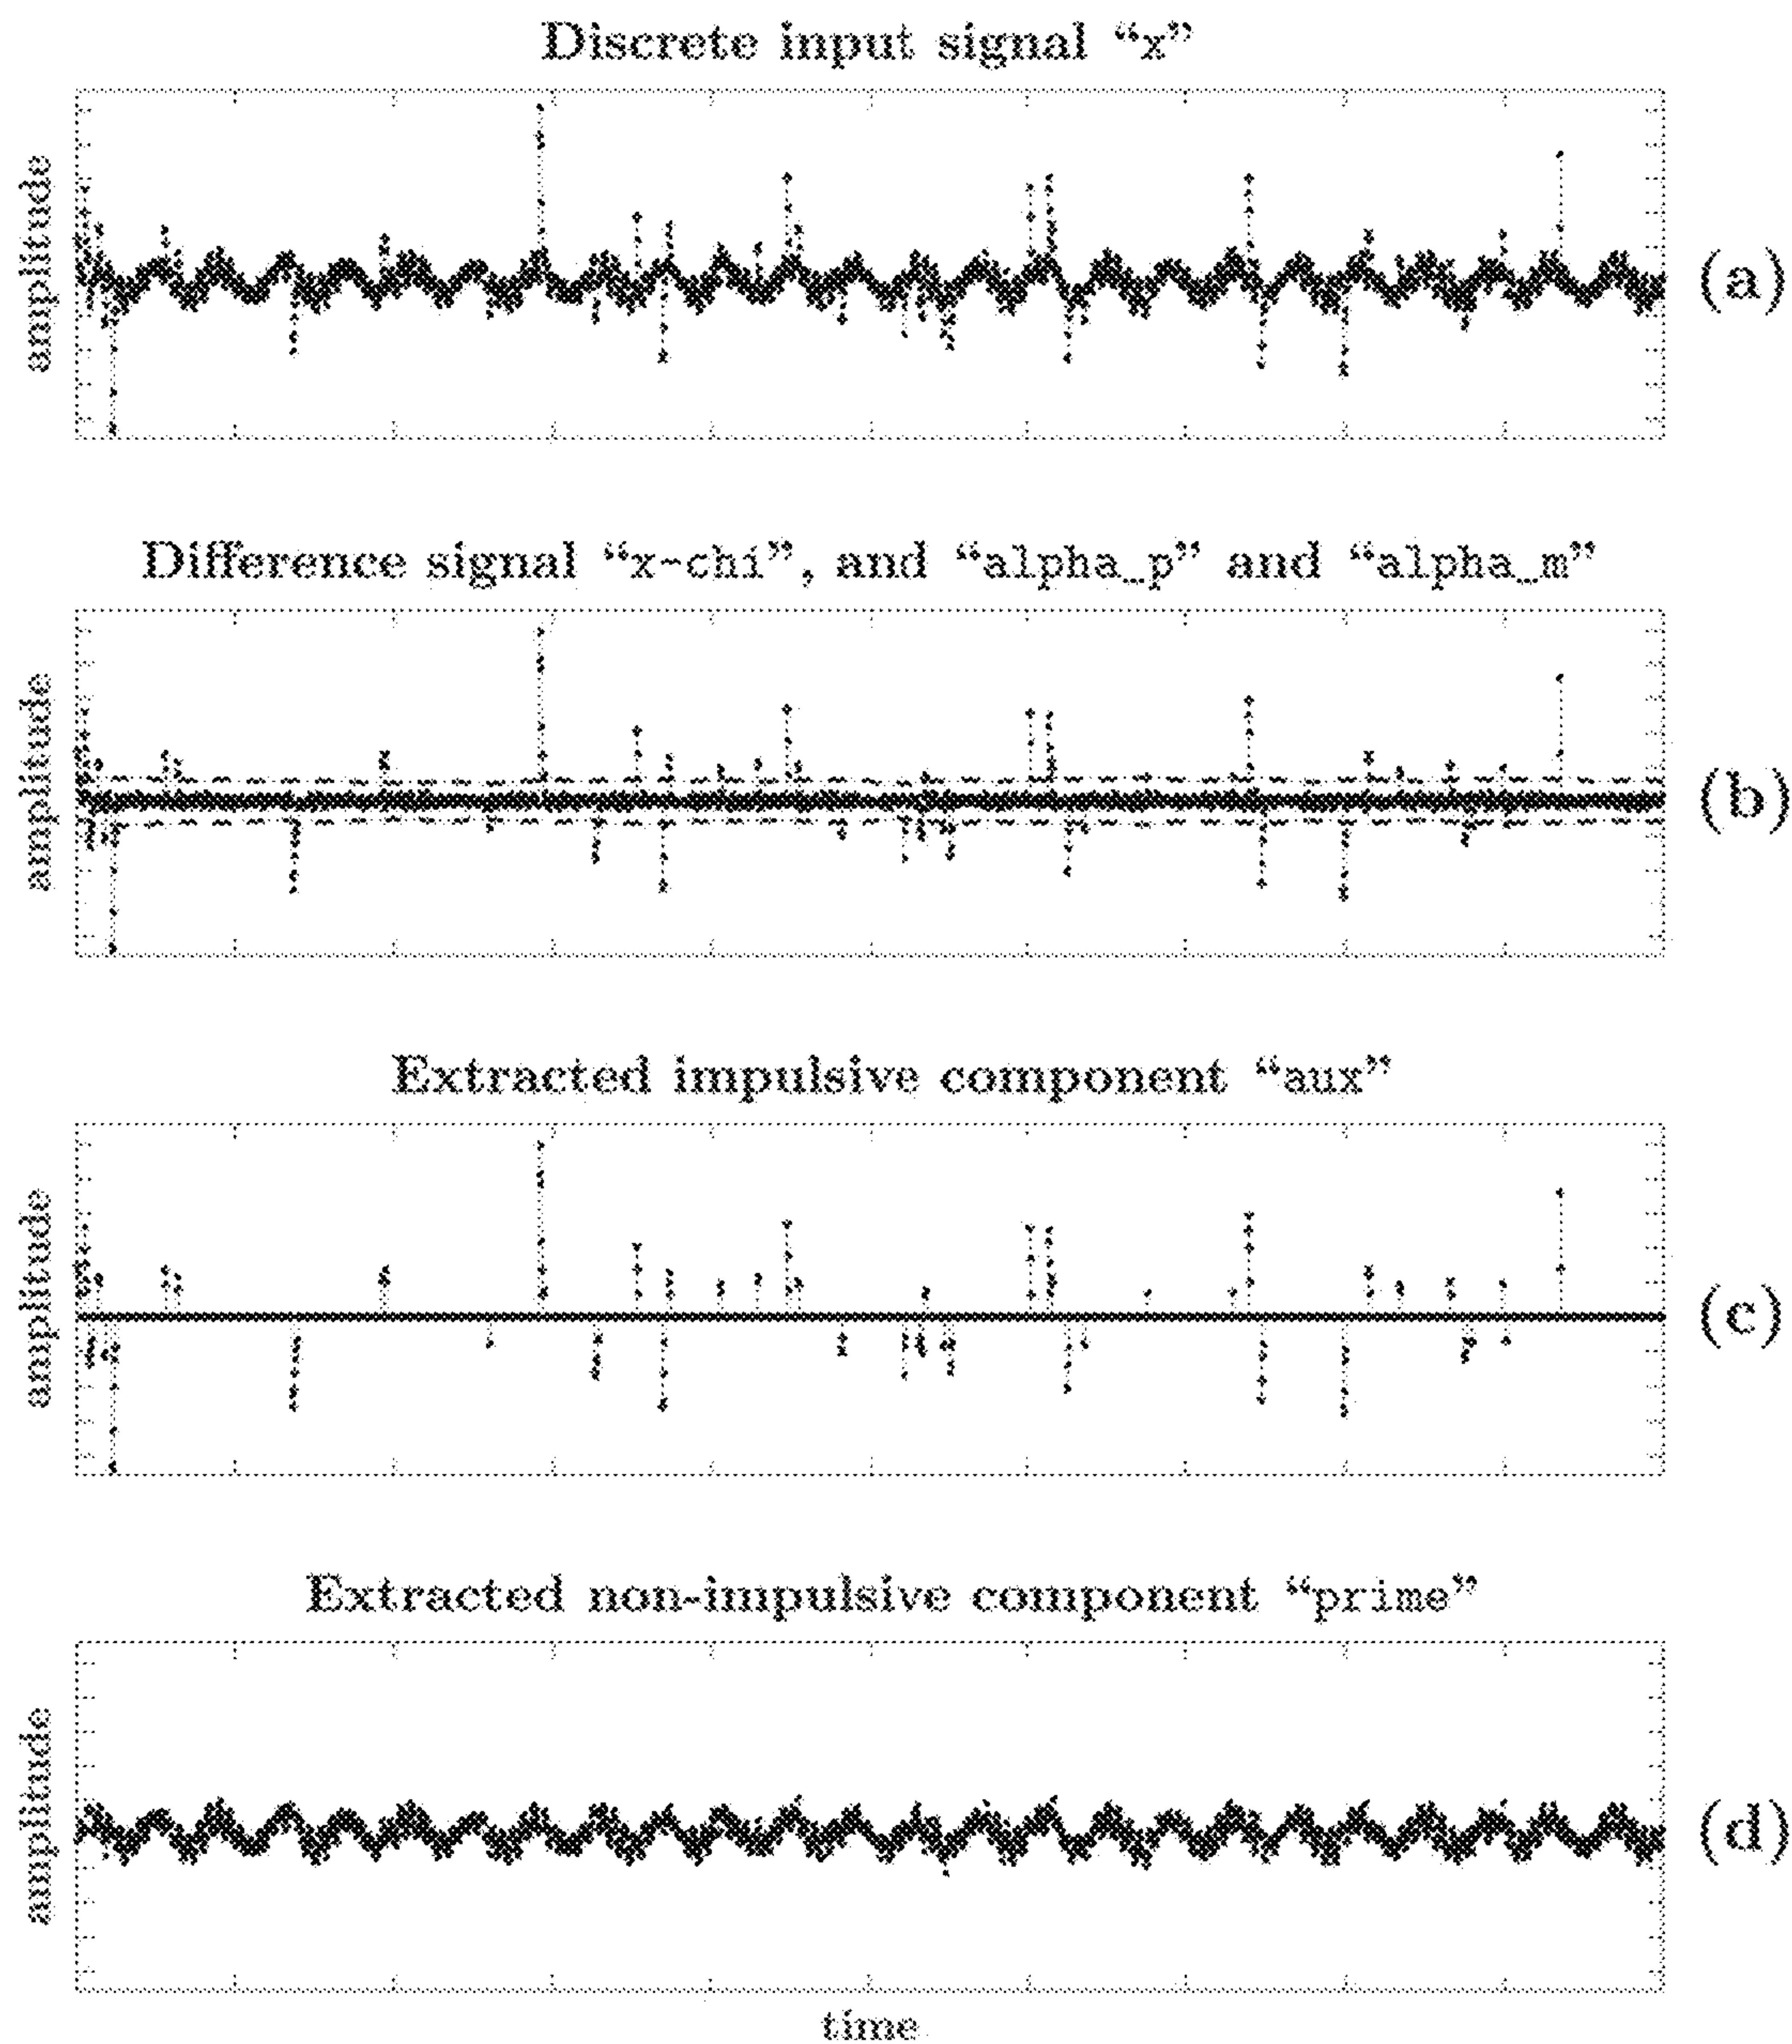 Discrete input signal “x”
amplitude
(a)
Difference signal “x-chi”, and “alpha_p” and “alpha_m”
amplitude
(b)
Extracted impulsive component “aux”
amplitude
(c)
Extracted non-impulsive component “prime”
amplitude
(d)
time